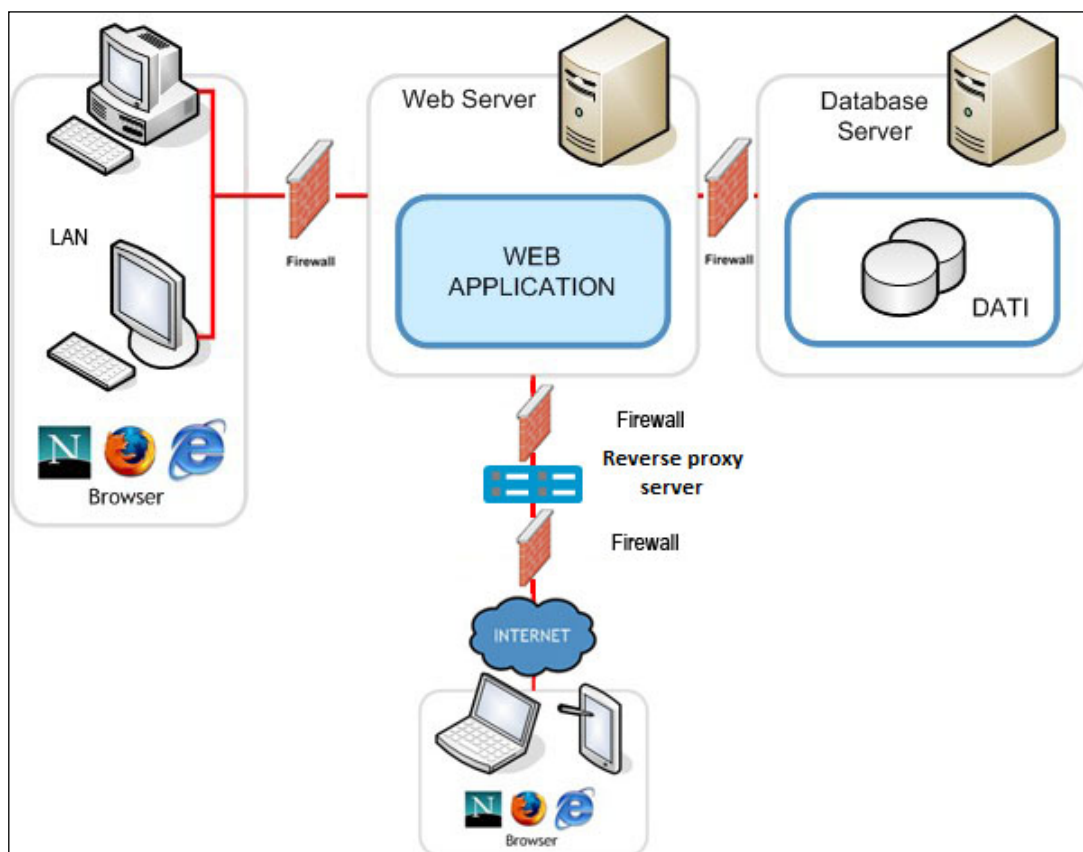 Web Server
Database
Server
LAN
Firewall
WEB
APPLICATION
Firewall
DATI
N
e
Browser
Firewall
Reverse proxy
server
Firewall
INTERNET
N
e
Browser